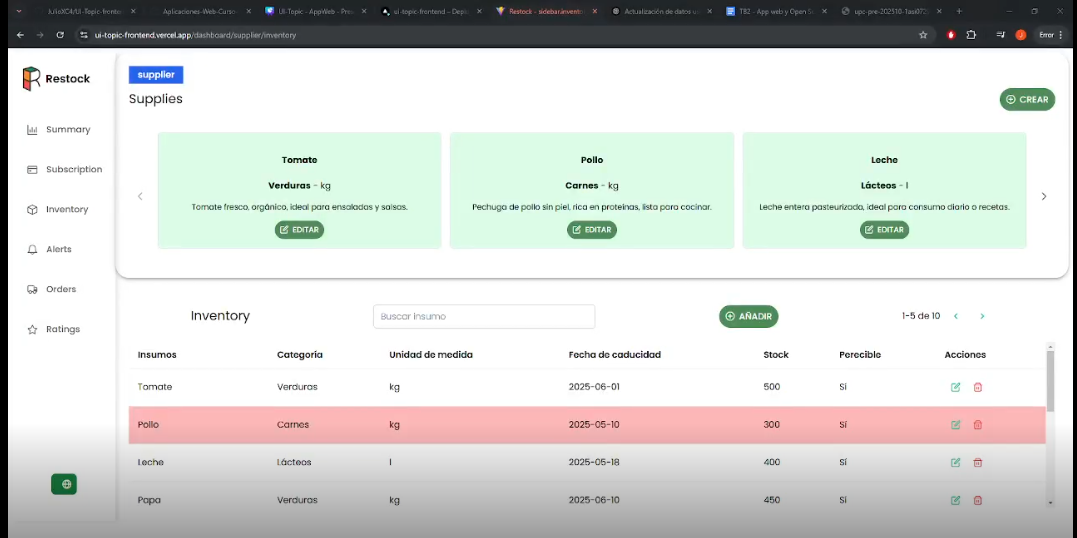 JulioXC4/UI-Topic-fronte
Aplicaciones-Web-Curso
UI-Topic - AppWeb - Pro
ui-topic-frontend – Depl
Restock - sidebar.invento
Actualización de datos u
TB2 - App web y Open S
upc-pre-202510-1asi073
ui-topic-frontend.vercel.app/dashboard/supplier/inventory
Error
Restock
Summary
Subscription
Inventory
Alerts
Orders
Ratings
supplier
Supplies
CREAR
Tomate
Verduras - kg
Tomate fresco, orgánico, ideal para ensaladas y salsas.
EDITAR
Pollo
Carnes - kg
Pechuga de pollo sin piel, rica en proteínas, lista para cocinar.
EDITAR
Leche
Lácteos - l
Leche entera pasteurizada, ideal para consumo diario o recetas.
EDITAR
Inventory
Buscar insumo
AÑADIR
1-5 de 10
Insumos Categoría Unidad de medida Fecha de caducidad Stock Perecible Acciones
Tomate Verduras kg 2025-06-01 500 Sí
Pollo Carnes kg 2025-05-10 300 Sí
Leche Lácteos l 2025-05-18 400 Sí
Papa Verduras kg 2025-06-10 450 Sí